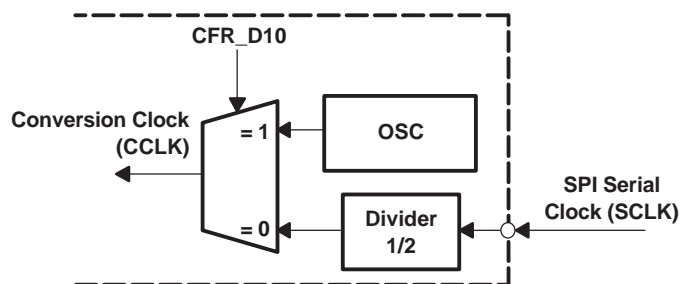 CFR_D10
Conversion Clock
(CCLK)
= 1
OSC
SPI Serial
Clock (SCLK)
= 0
Divider
1/2